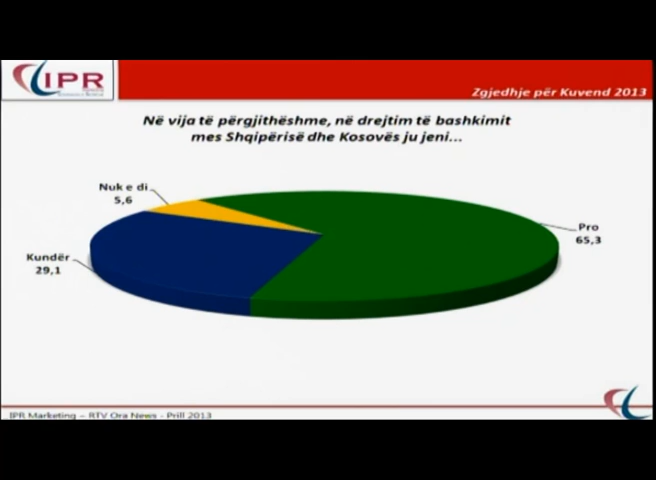 IPR
Zgjedhje për Kuvend 2013
Në vija të përgjithëshme, në drejtim të bashkimit
mes Shqipërisë dhe Kosovës ju jeni...
Nuk e di
5,6
Pro
65,3
Kundër
29,1
IPR Marketing – RTV Ora News - Prill 2013